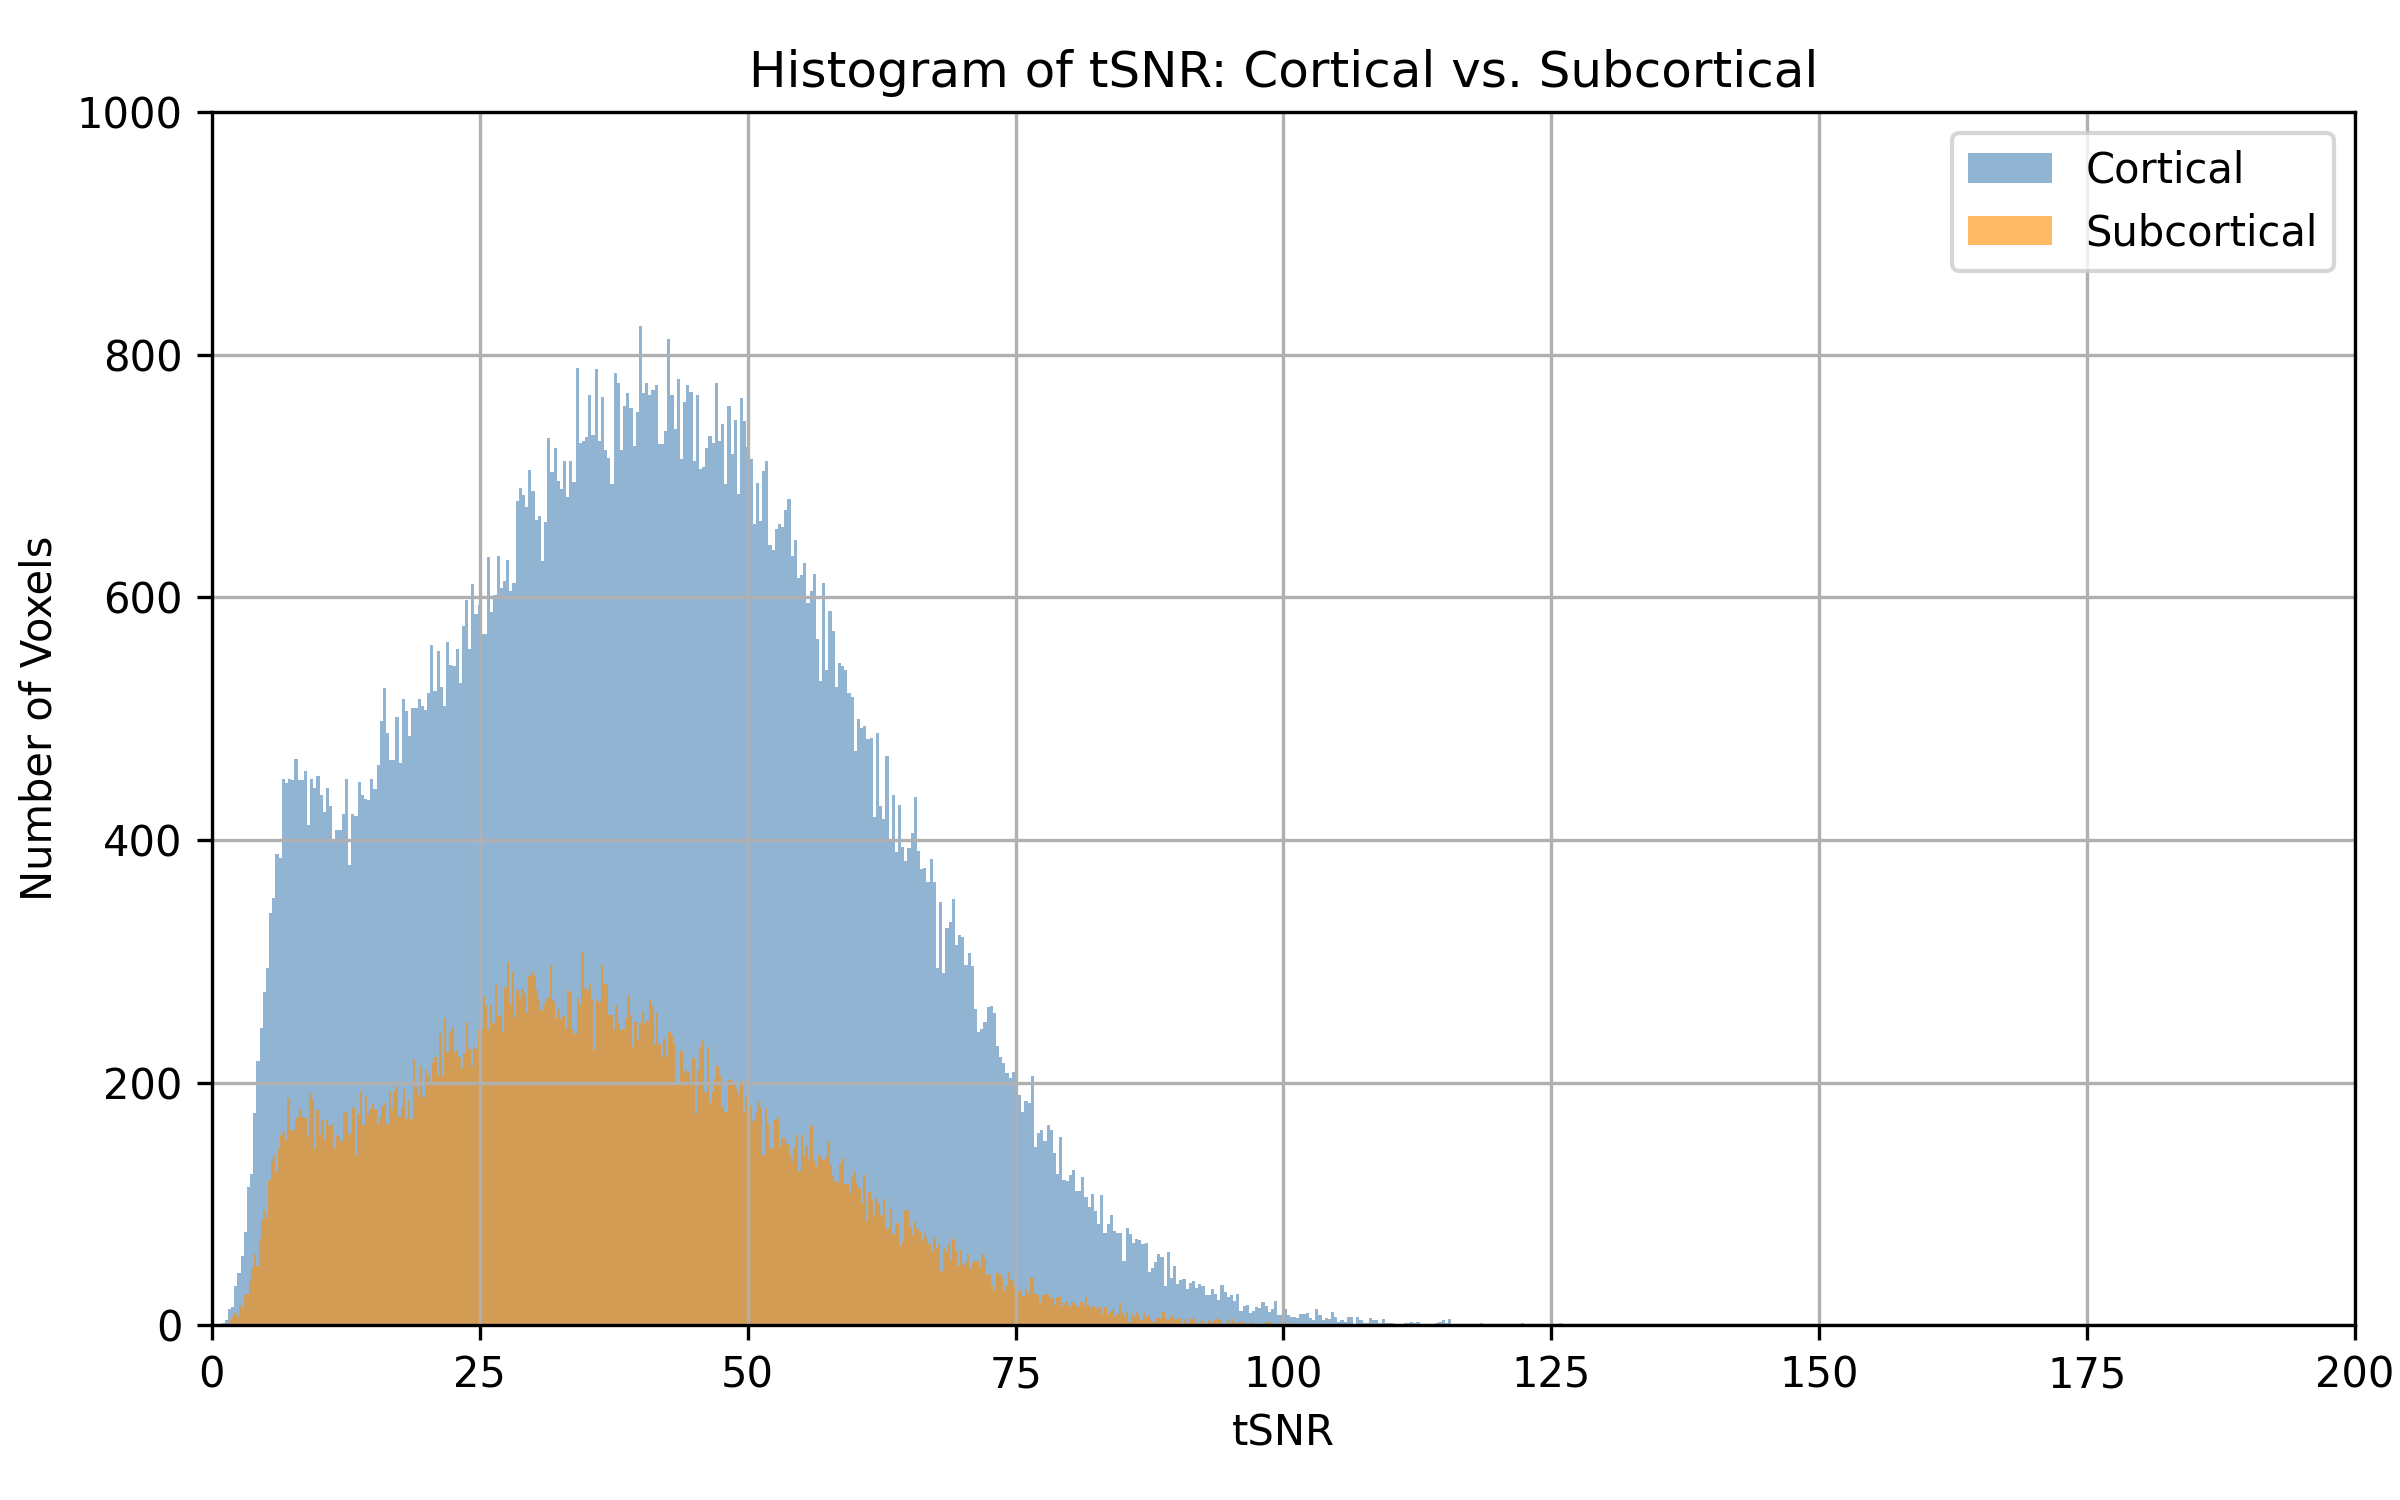 Histogram of tSNR: Cortical vs. Subcortical
1000
800
600
400
200
0
Number of Voxels
Cortical
Subcortical
0 25 50 75 100 125 150 175 200
tSNR